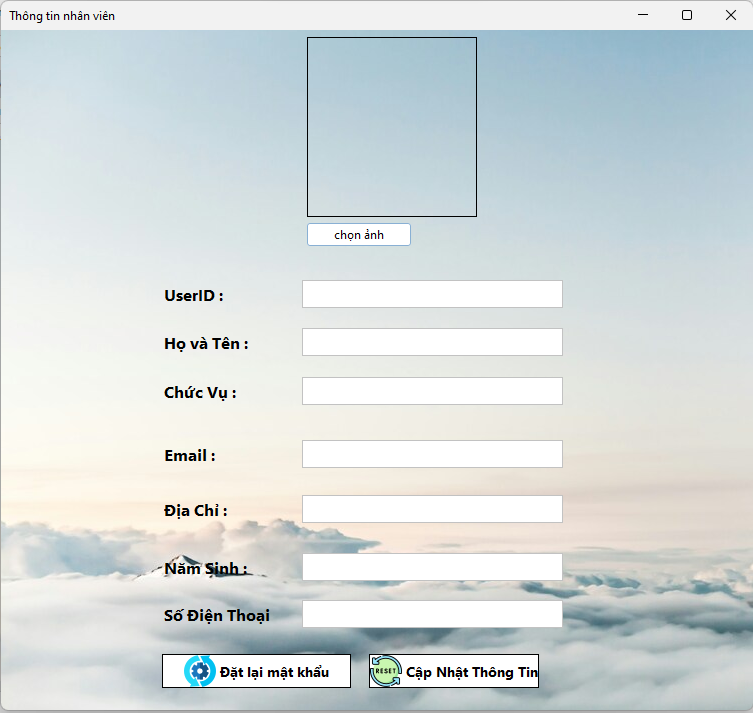 Thông tin nhân viên
chọn ảnh
UserID :
Họ và Tên :
Chức Vụ :
Email :
Địa Chỉ :
Năm Sinh :
Số Điện Thoại
Đặt lại mật khẩu
RESET Cập Nhật Thông Tin